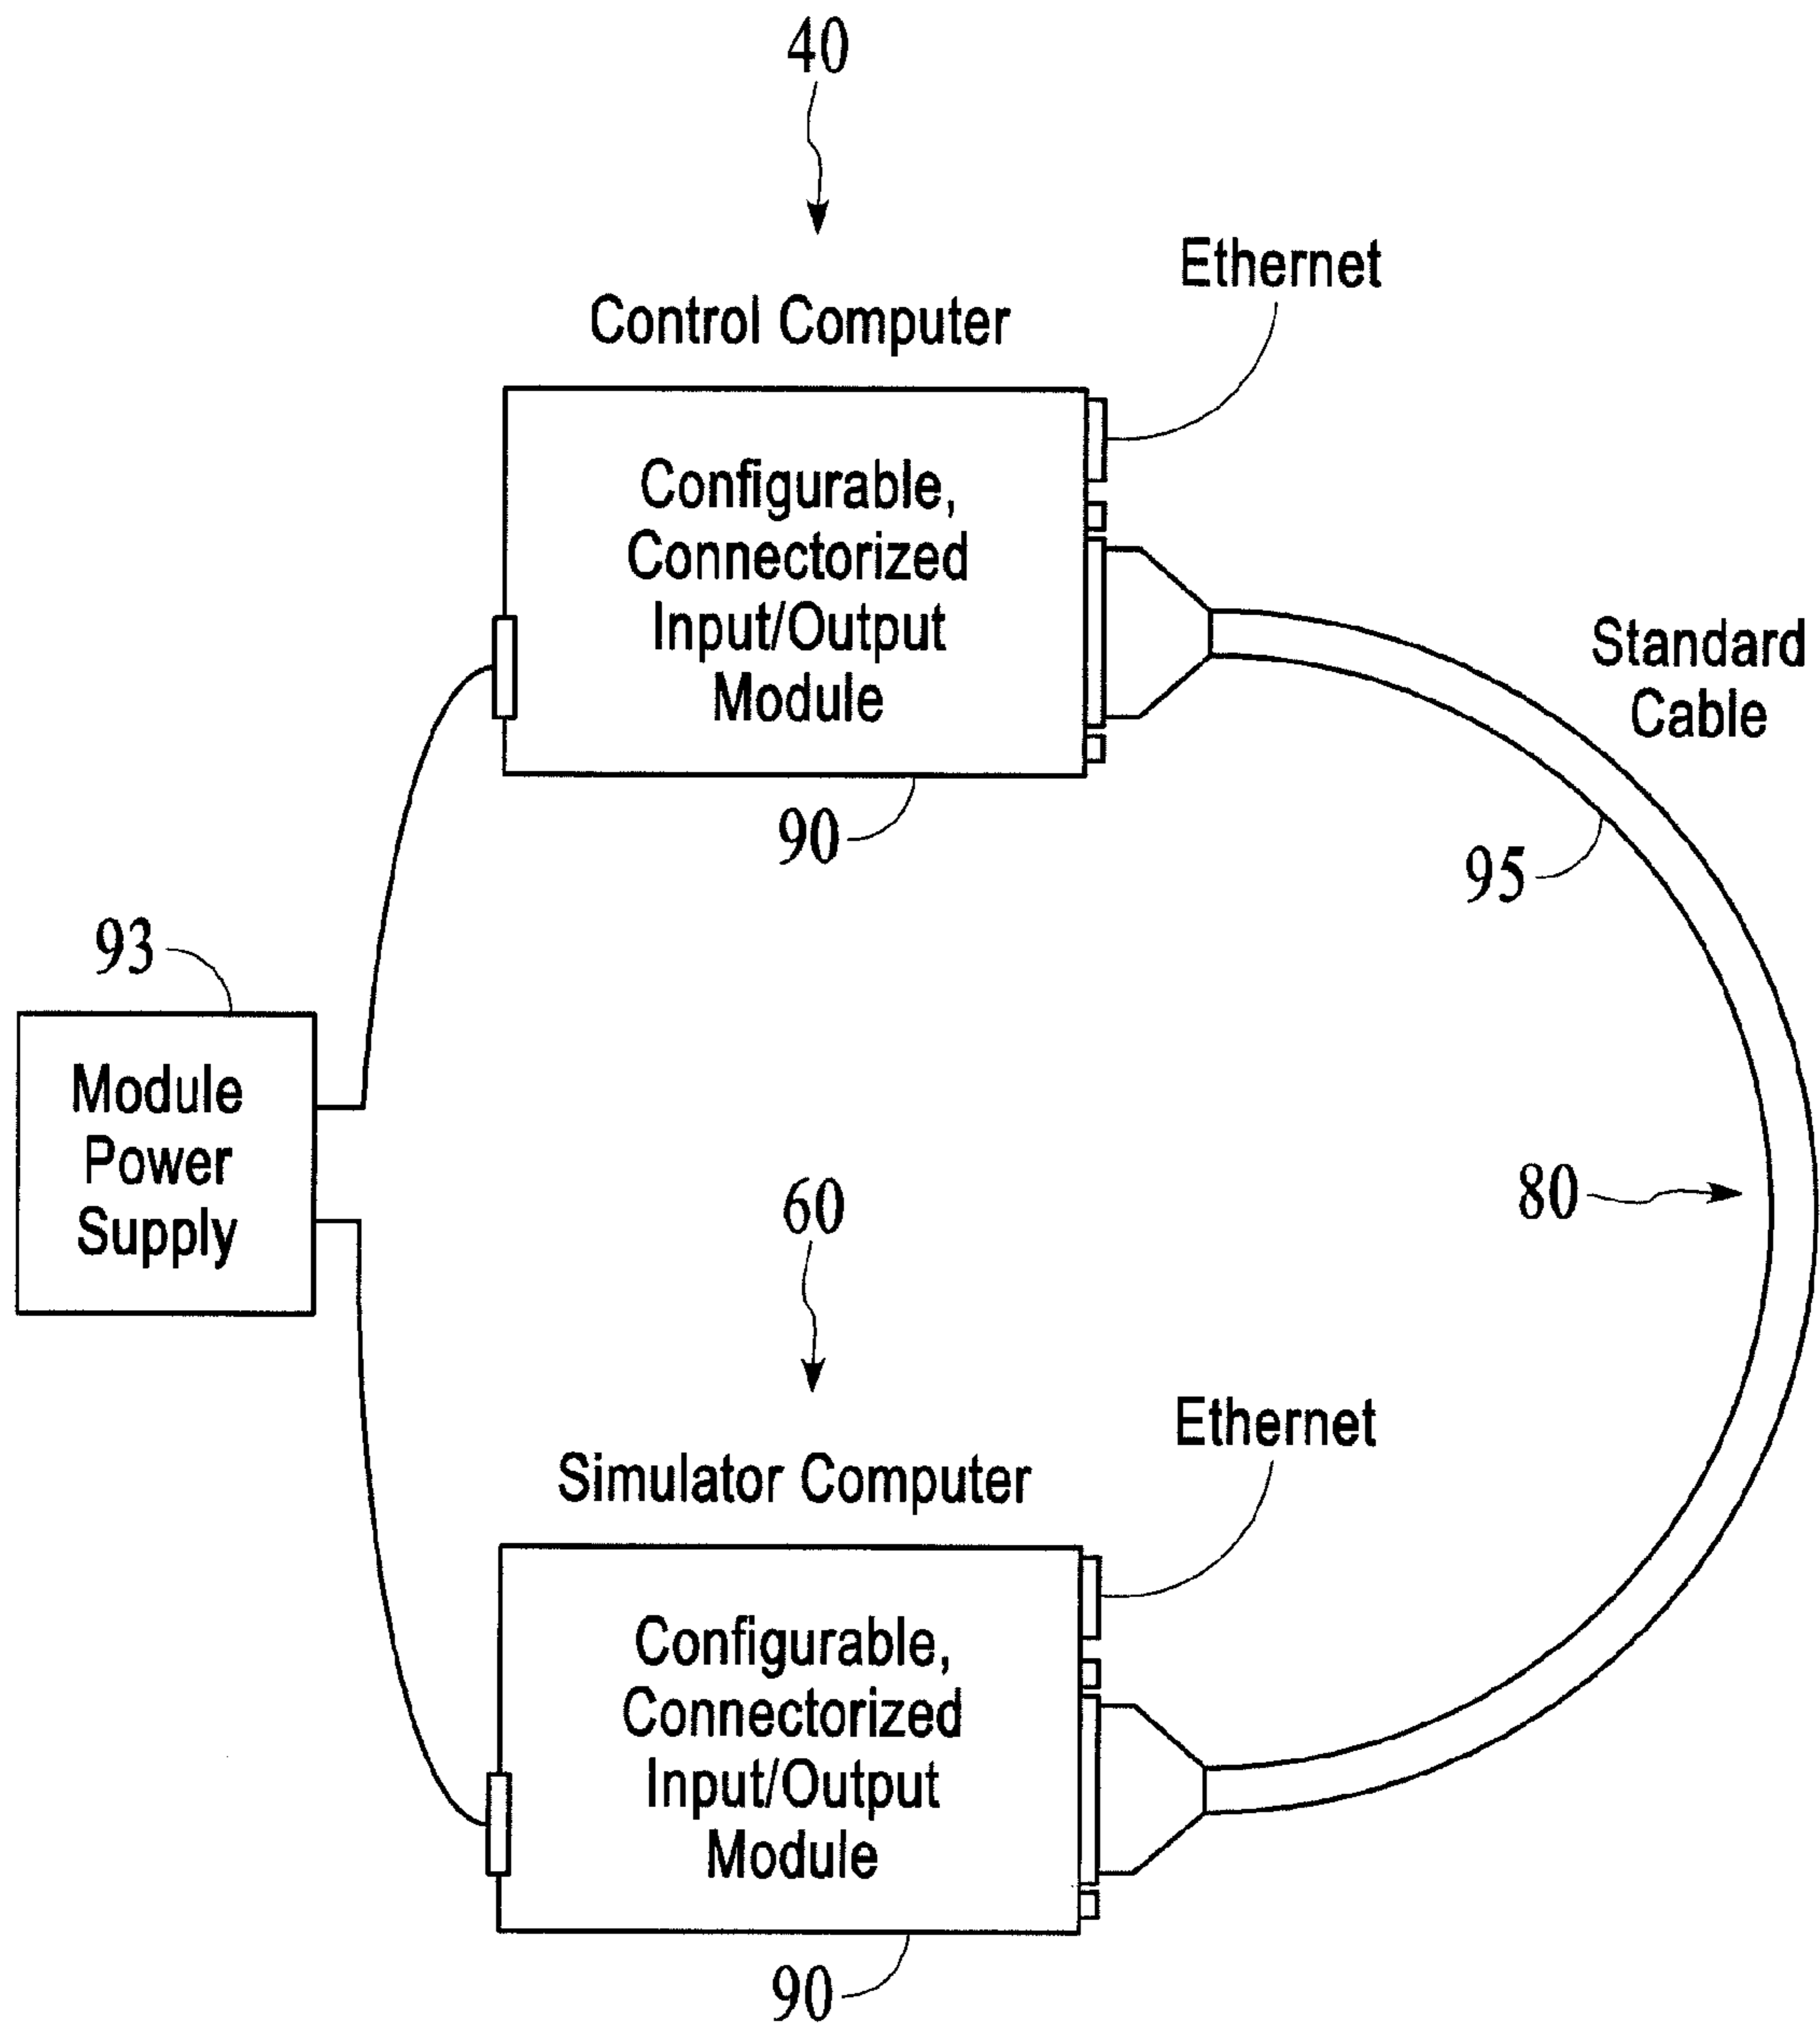 40
Ethernet
Control Computer
Configurable,
Connectorized
Input/Output
Module
Standard
Cable
90
95
93
Module
Power
Supply
80
60
Ethernet
Simulator Computer
Configurable,
Connectorized
Input/Output
Module
90